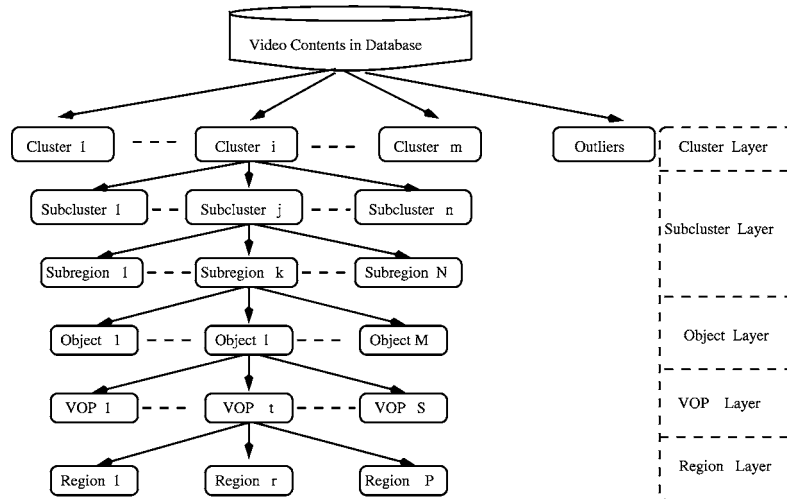 Video Contents in Database
Cluster 1
Cluster i
Cluster m
Outliers
Cluster Layer
Subcluster 1
Subcluster j
Subcluster n
Subcluster Layer
Subregion 1
Subregion k
Subregion N
Object 1
Object l
Object M
Object Layer
VOP 1
VOP t
VOP S
VOP Layer
Region 1
Region r
Region P
Region Layer